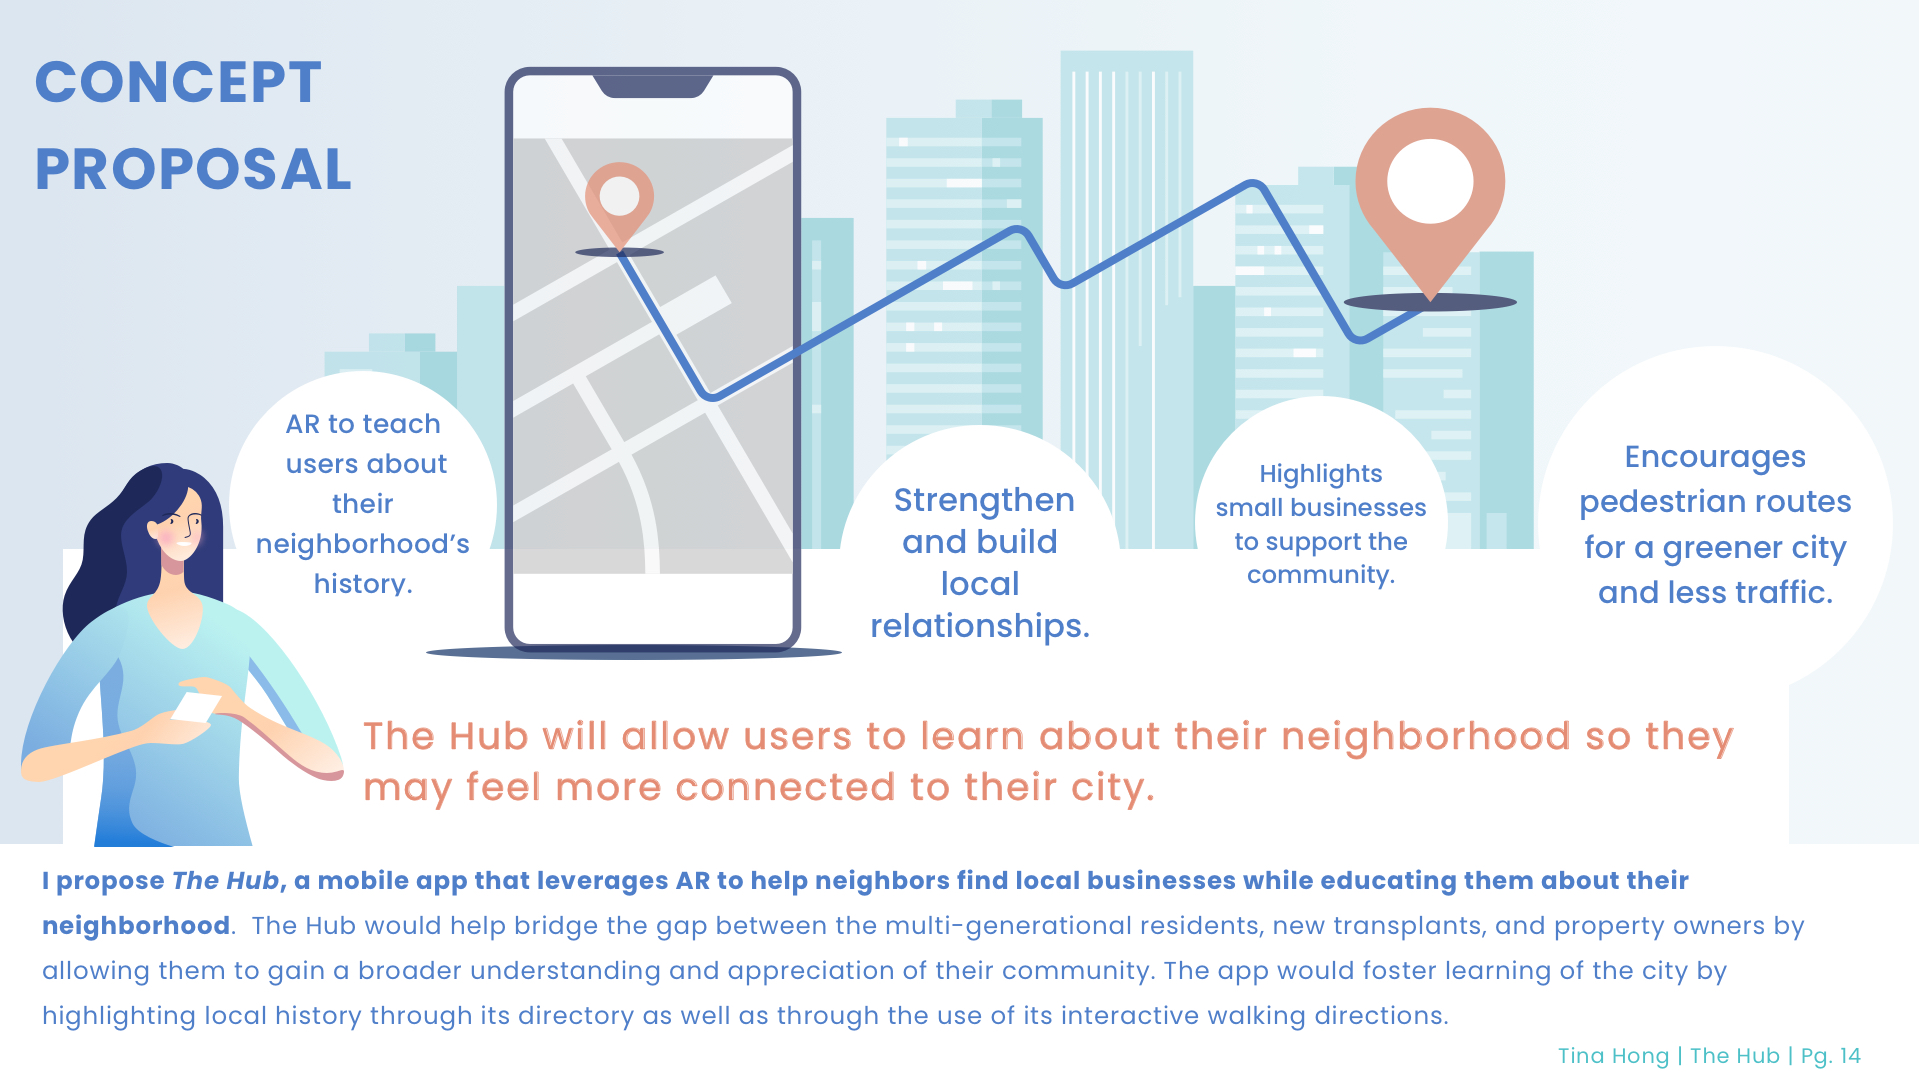 CONCEPT
PROPOSAL
AR to teach
users about
their
neighborhood's
history.
Strengthen
and build
local
relationships.
Highlights
small businesses
to support the
community.
Encourages
pedestrian routes
for a greener city
and less traffic.
The Hub will allow users to learn about their neighborhood so they
may feel more connected to their city.
I propose The Hub, a mobile app that leverages AR to help neighbors find local businesses while educating them about their
neighborhood. The Hub would help bridge the gap between the multi-generational residents, new transplants, and property owners by
allowing them to gain a broader understanding and appreciation of their community. The app would foster learning of the city by
highlighting local history through its directory as well as through the use of its interactive walking directions.
Tina Hong | The Hub | Pg. 14